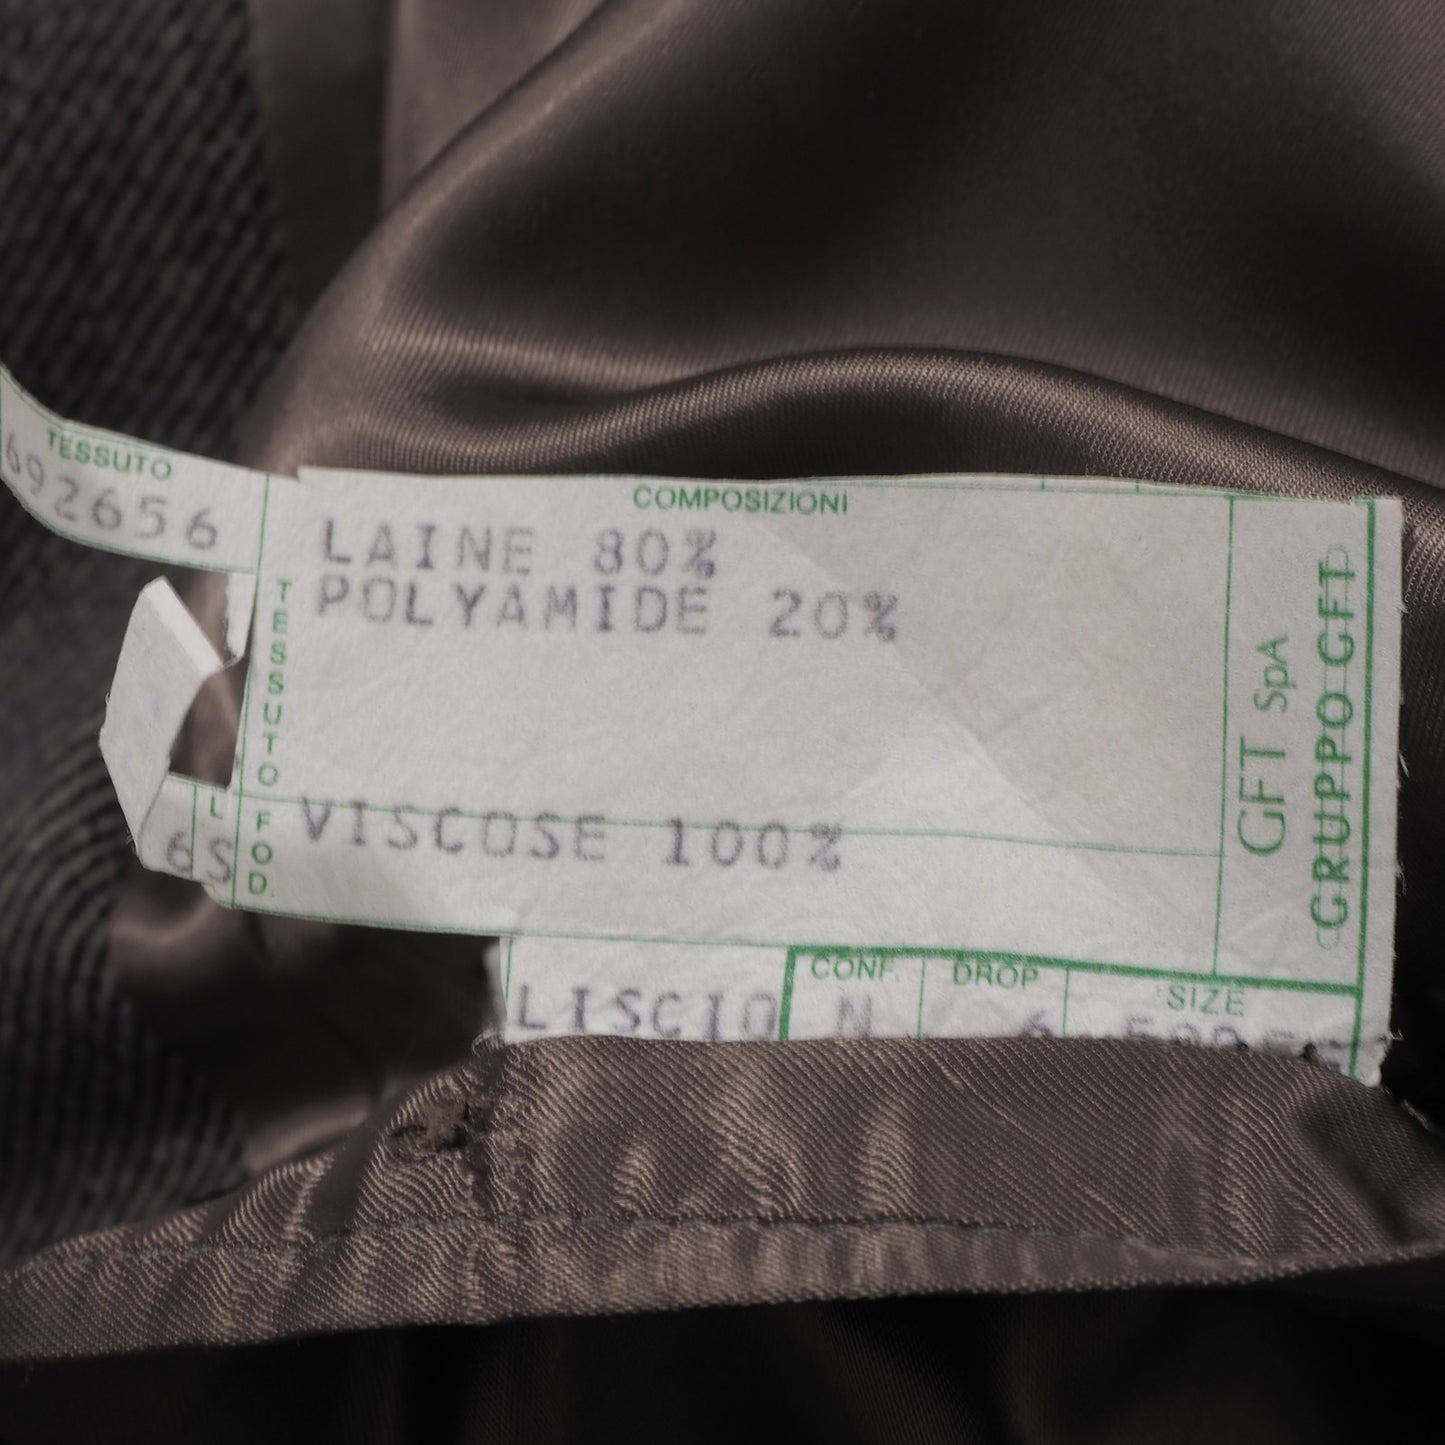 TESSUTO
692656
COMPOSIZIONI
LAINE 80%
POLYAMIDE 20%
TESSUTO
FOD.
VISCOSE 100%
GFT SpA
GRUPPO GFT
L
6S
LISCIO
CONF.
N
DROP
6
SIZE